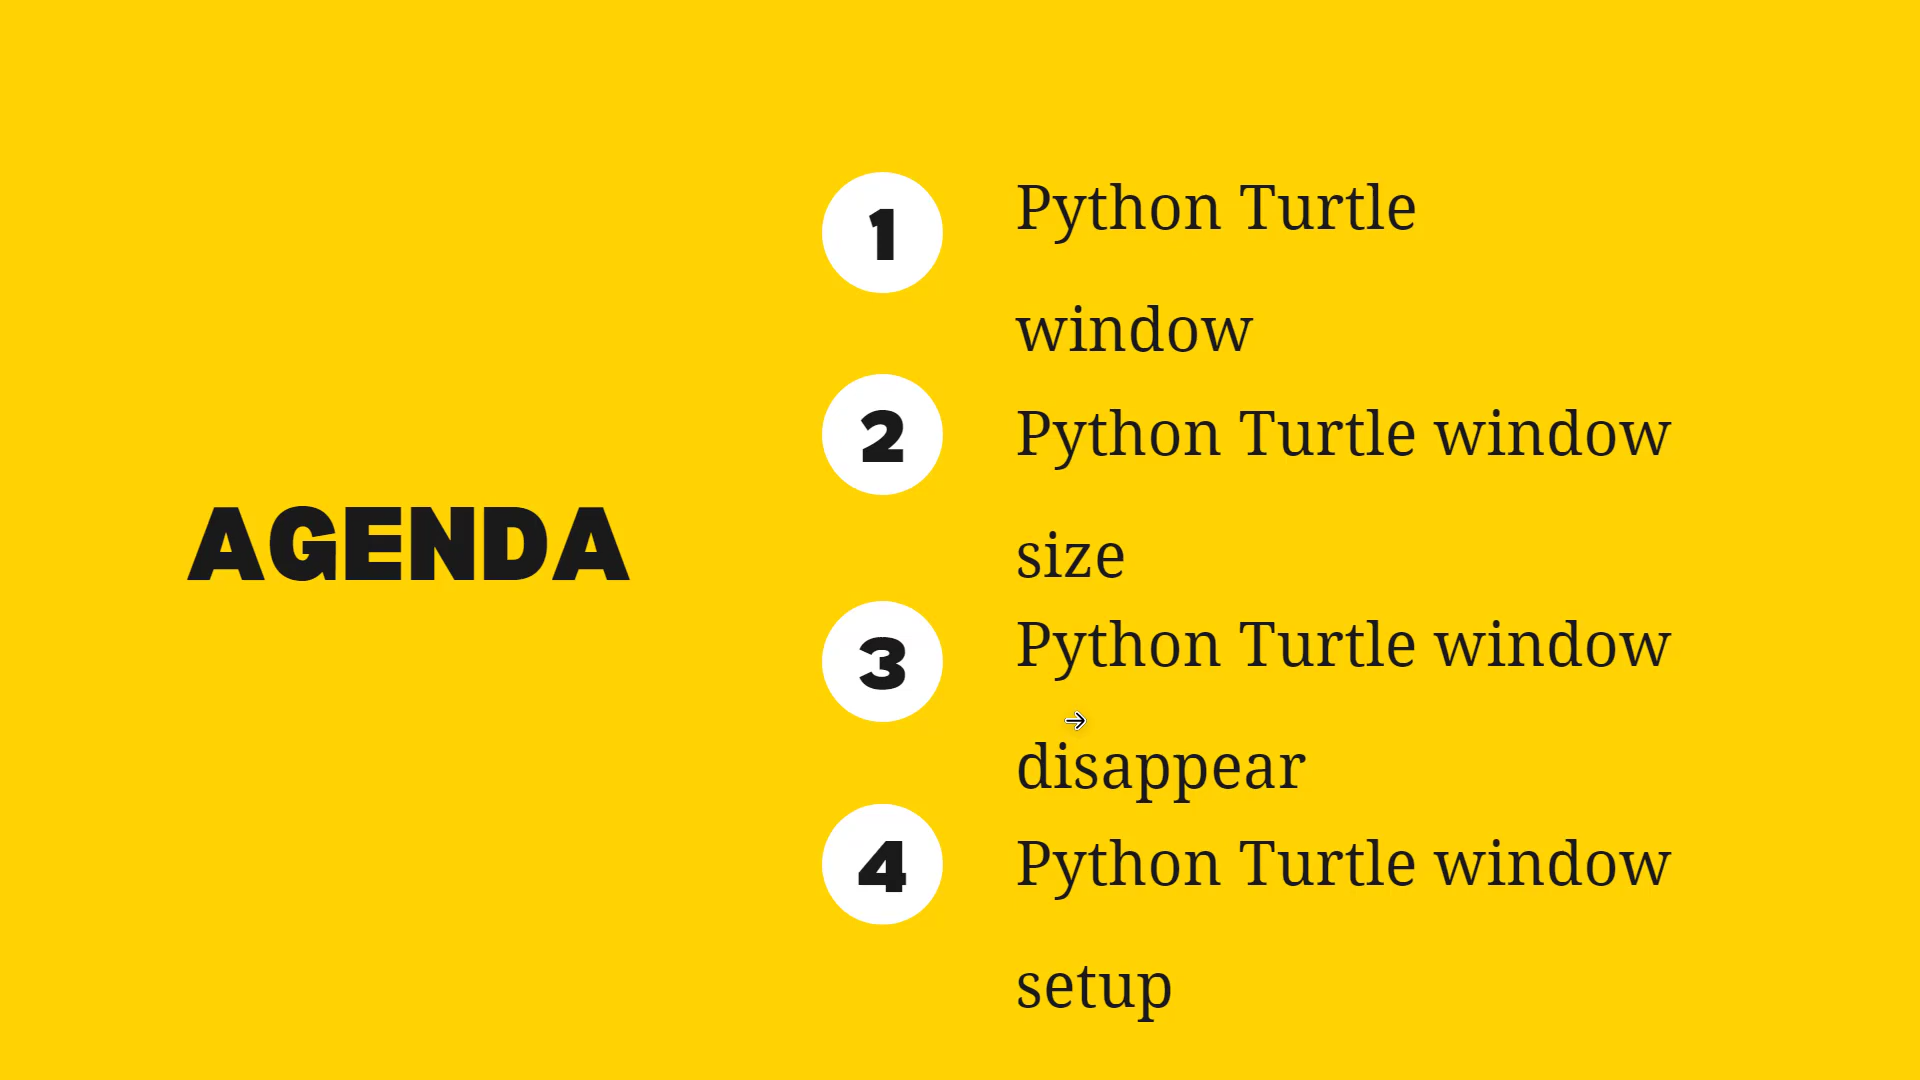 AGENDA
1
Python Turtle
window
2
Python Turtle window
size
3
Python Turtle window
disappear
4
Python Turtle window
setup